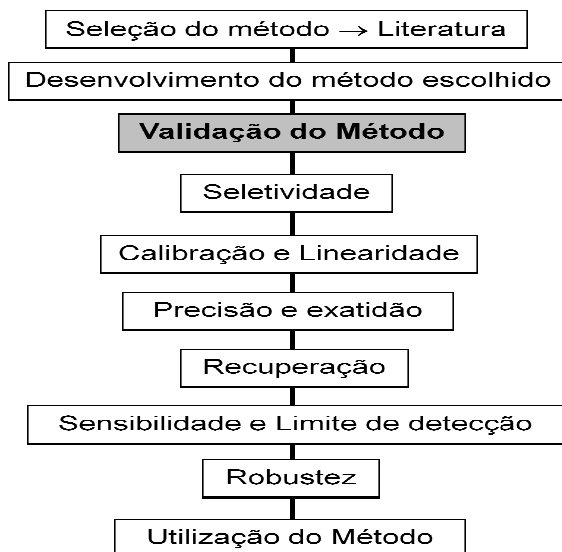 Seleção do método → Literatura
Desenvolvimento do método escolhido
Validação do Método
Seletividade
Calibração e Linearidade
Precisão e exatidão
Recuperação
Sensibilidade e Limite de detecção
Robustez
Utilização do Método